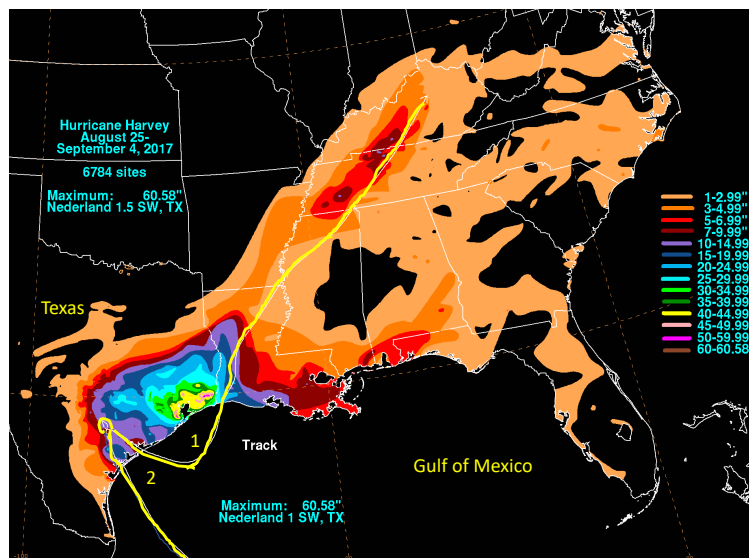 Hurricane Harvey
August 25-
September 4, 2017
6784 sites
Maximum: 60.58"
Nederland 1.5 SW, TX
1-2.99"
3-4.99"
5-6.99"
7-9.99"
10-14.99
15-19.99
20-24.99
25-29.99
30-34.99
35-39.99
40-44.99
45-49.99
50-59.99
60-60.58
Texas
1
Track
2
Gulf of Mexico
Maximum: 60.58"
Nederland 1 SW, TX
-100